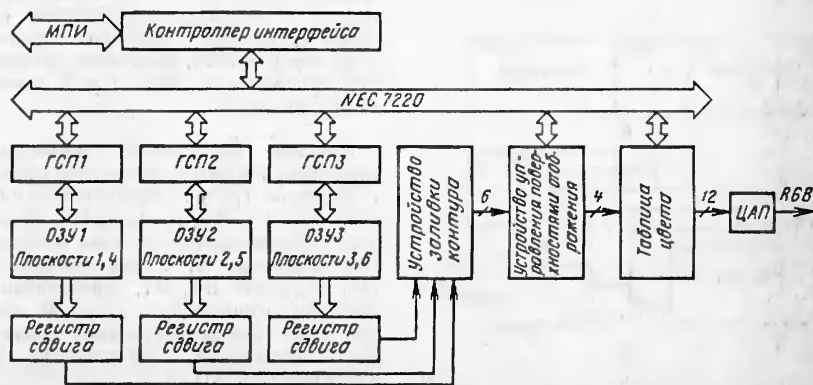 МПИ
Контроллер интерфейса
NEC 7220
ГСП1
ГСП2
ГСП3
ОЗУ1
Плоскости 1,4
ОЗУ2
Плоскости 2,5
ОЗУ3
Плоскости 3,6
Регистр
сдвига
Регистр
сдвига
Регистр
сдвига
Устройство
заливки
контура
6
Устройство уп-
равления повер-
хностями отоб-
ражения
4
Таблица
цвета
12
ЦАП
RGB